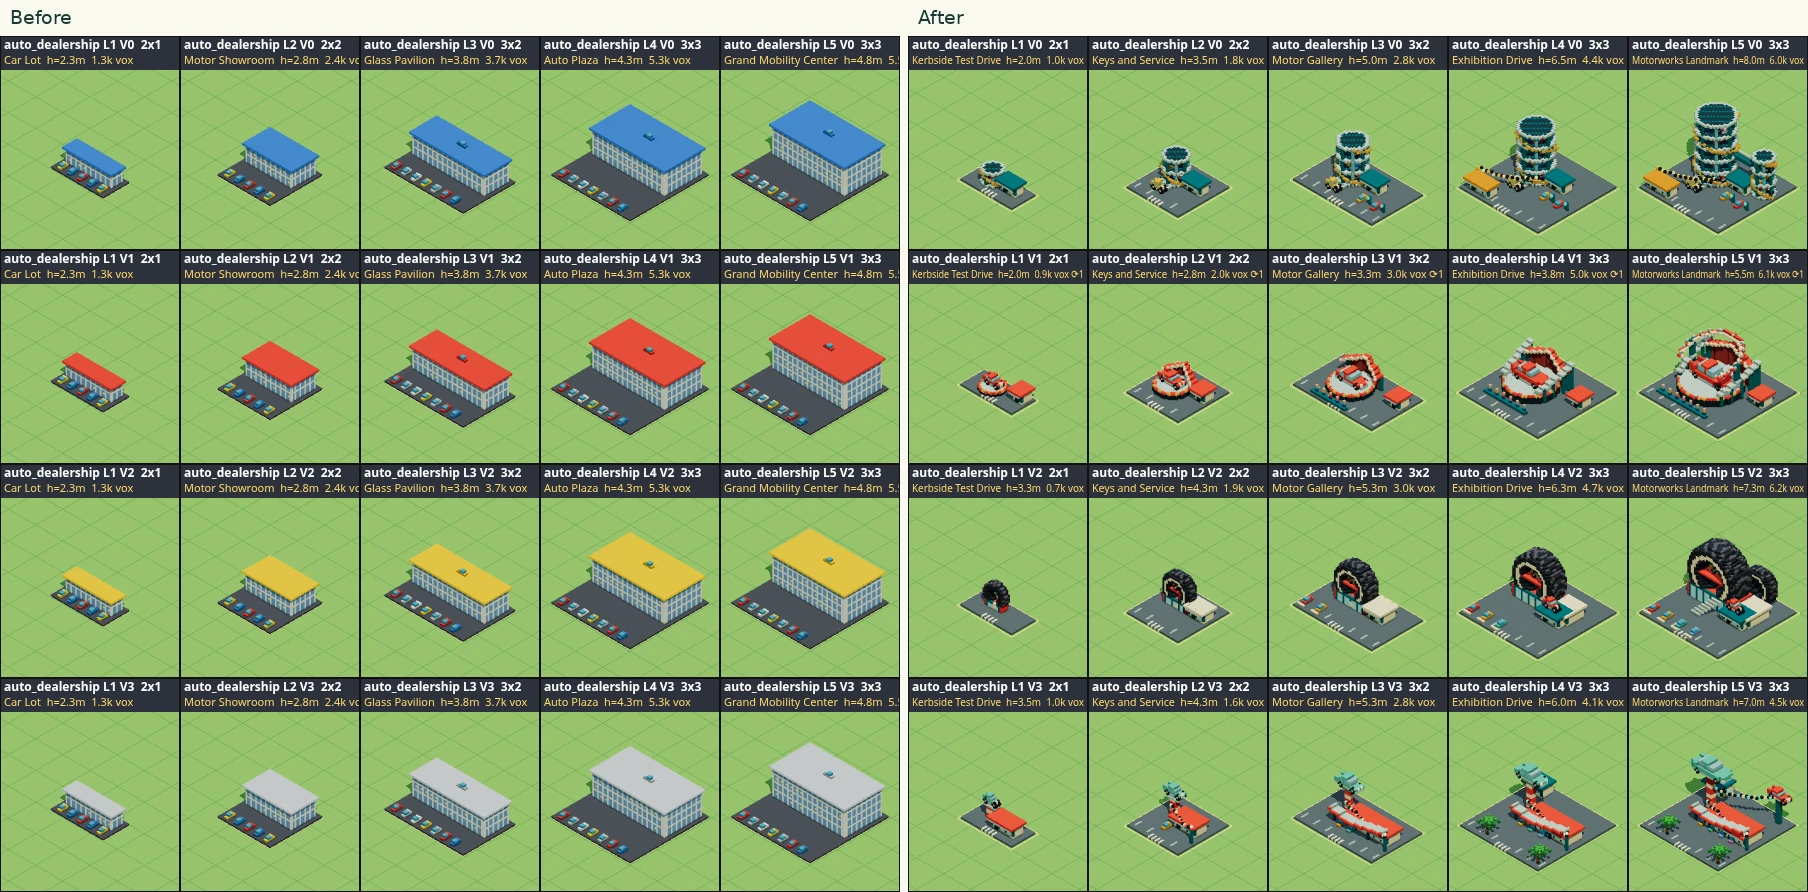 Before
After
auto_dealership L1 V0 2x1
auto_dealership L2 V0 2x2
auto_dealership L3 V0 3x2
auto_dealership L4 V0 3x3
auto_dealership L5 V0 3x3
auto_dealership L1 V0 2x1
auto_dealership L2 V0 2x2
auto_dealership L3 V0 3x2
auto_dealership L4 V0 3x3
auto_dealership L5 V0 3x3
Car Lot h=2.3m 1.3k vox
Motor Showroom h=2.8m 2.4k vo
Glass Pavilion h=3.8m 3.7k vox
Auto Plaza h=4.3m 5.3k vox
Grand Mobility Center h=4.8m 5.
Kerbside Test Drive h=2.0m 1.0k vox
Keys and Service h=3.5m 1.8k vox
Motor Gallery h=5.0m 2.8k vox
Exhibition Drive h=6.5m 4.4k vox
Motorworks Landmark h=8.0m 6.0k vox
auto_dealership L1 V1 2x1
auto_dealership L2 V1 2x2
auto_dealership L3 V1 3x2
auto_dealership L4 V1 3x3
auto_dealership L5 V1 3x3
auto_dealership L1 V1 2x1
auto_dealership L2 V1 2x2
auto_dealership L3 V1 3x2
auto_dealership L4 V1 3x3
auto_dealership L5 V1 3x3
Car Lot h=2.3m 1.3k vox
Motor Showroom h=2.8m 2.4k vo
Glass Pavilion h=3.8m 3.7k vox
Auto Plaza h=4.3m 5.3k vox
Grand Mobility Center h=4.8m 5.
Kerbside Test Drive h=2.0m 0.9k vox ⟳1
Keys and Service h=2.8m 2.0k vox ⟳1
Motor Gallery h=3.3m 3.0k vox ⟳1
Exhibition Drive h=3.8m 5.0k vox ⟳1
Motorworks Landmark h=5.5m 6.1k vox ⟳1
auto_dealership L1 V2 2x1
auto_dealership L2 V2 2x2
auto_dealership L3 V2 3x2
auto_dealership L4 V2 3x3
auto_dealership L5 V2 3x3
auto_dealership L1 V2 2x1
auto_dealership L2 V2 2x2
auto_dealership L3 V2 3x2
auto_dealership L4 V2 3x3
auto_dealership L5 V2 3x3
Car Lot h=2.3m 1.3k vox
Motor Showroom h=2.8m 2.4k vo
Glass Pavilion h=3.8m 3.7k vox
Auto Plaza h=4.3m 5.3k vox
Grand Mobility Center h=4.8m 5.
Kerbside Test Drive h=3.3m 0.7k vox
Keys and Service h=4.3m 1.9k vox
Motor Gallery h=5.3m 3.0k vox
Exhibition Drive h=6.3m 4.7k vox
Motorworks Landmark h=7.3m 6.2k vox
auto_dealership L1 V3 2x1
auto_dealership L2 V3 2x2
auto_dealership L3 V3 3x2
auto_dealership L4 V3 3x3
auto_dealership L5 V3 3x3
auto_dealership L1 V3 2x1
auto_dealership L2 V3 2x2
auto_dealership L3 V3 3x2
auto_dealership L4 V3 3x3
auto_dealership L5 V3 3x3
Car Lot h=2.3m 1.3k vox
Motor Showroom h=2.8m 2.4k vo
Glass Pavilion h=3.8m 3.7k vox
Auto Plaza h=4.3m 5.3k vox
Grand Mobility Center h=4.8m 5.
Kerbside Test Drive h=3.5m 1.0k vox
Keys and Service h=4.3m 1.6k vox
Motor Gallery h=5.3m 2.8k vox
Exhibition Drive h=6.0m 4.1k vox
Motorworks Landmark h=7.0m 4.5k vox